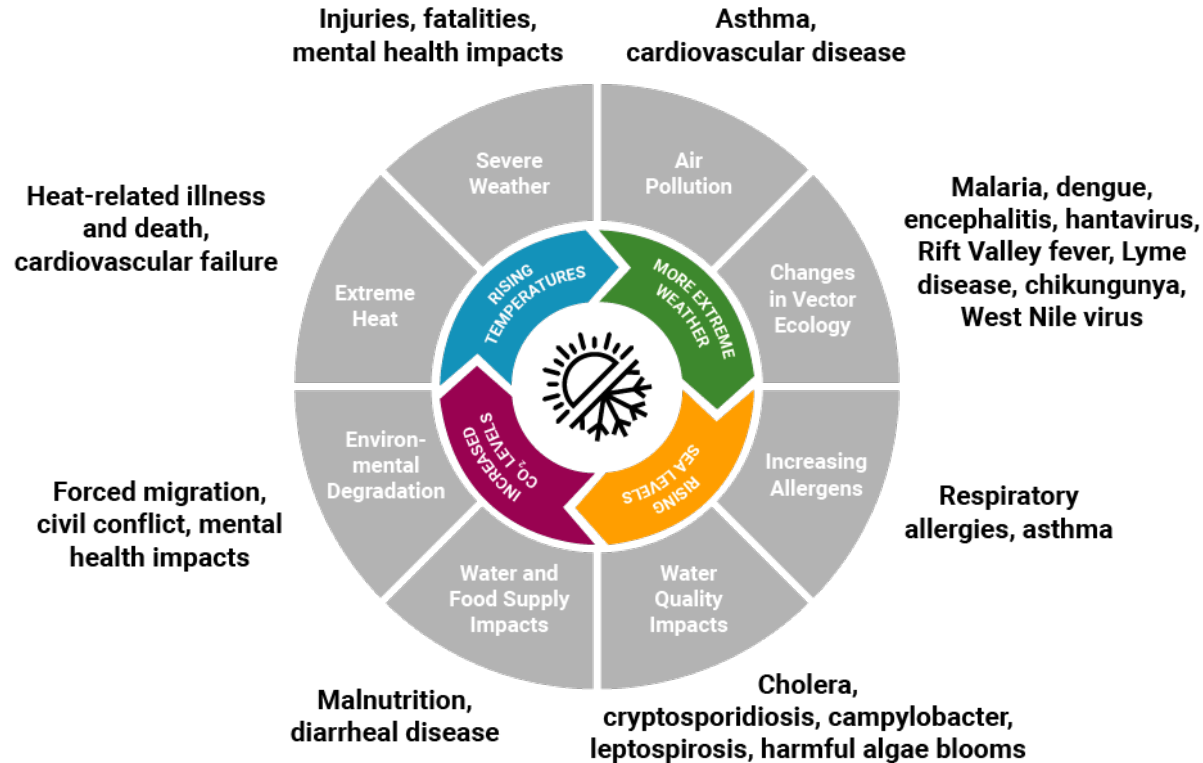 Injuries, fatalities,
mental health impacts
Asthma,
cardiovascular disease
Severe
Weather
Air
Pollution
Heat-related illness
and death,
cardiovascular failure
Malaria, dengue,
encephalitis, hantavirus,
Rift Valley fever, Lyme
disease, chikungunya,
West Nile virus
Extreme
Heat
RISING
TEMPERATURES
MORE EXTREME
WEATHER
Changes
in Vector
Ecology
Environ-
mental
Degradation
INCREASED
CO₂ LEVELS
RISING
SEA LEVELS
Increasing
Allergens
Forced migration,
civil conflict, mental
health impacts
Respiratory
allergies, asthma
Water and
Food Supply
Impacts
Water
Quality
Impacts
Malnutrition,
diarrheal disease
Cholera,
cryptosporidiosis, campylobacter,
leptospirosis, harmful algae blooms